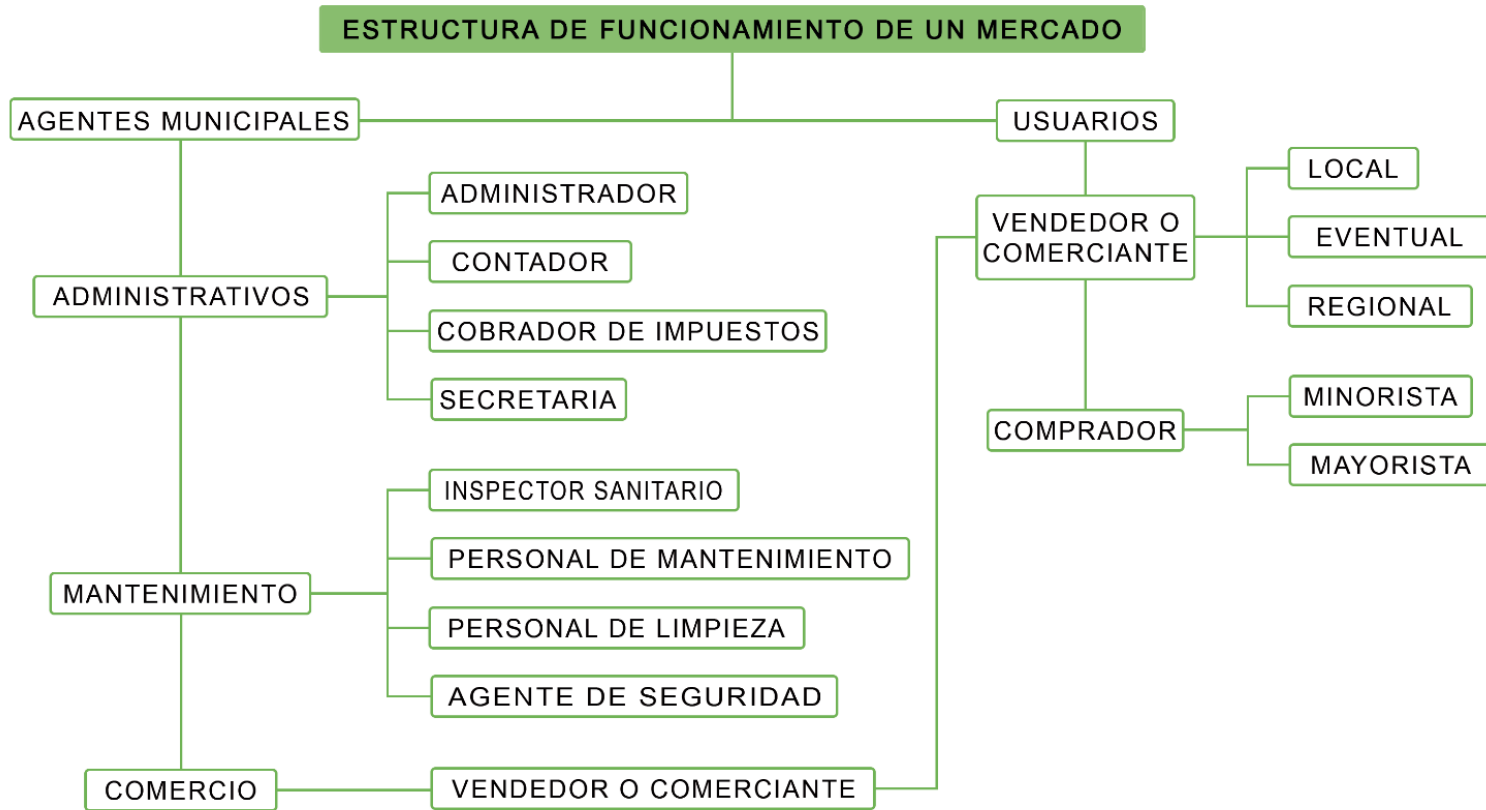 ESTRUCTURA DE FUNCIONAMIENTO DE UN MERCADO
AGENTES MUNICIPALES
ADMINISTRATIVOS
ADMINISTRADOR
CONTADOR
COBRADOR DE IMPUESTOS
SECRETARIA
MANTENIMIENTO
INSPECTOR SANITARIO
PERSONAL DE MANTENIMIENTO
PERSONAL DE LIMPIEZA
AGENTE DE SEGURIDAD
COMERCIO
VENDEDOR O COMERCIANTE
USUARIOS
VENDEDOR O
COMERCIANTE
LOCAL
EVENTUAL
REGIONAL
COMPRADOR
MINORISTA
MAYORISTA